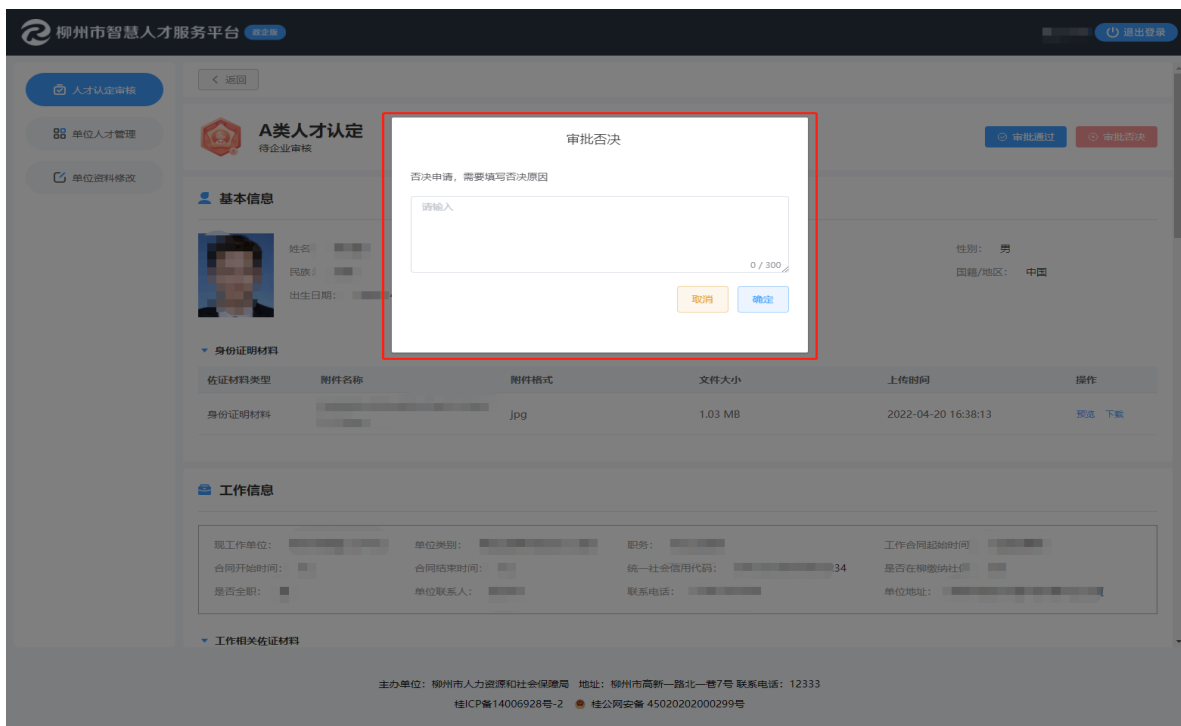 柳州市智慧人才服务平台 政企版 退出登录
人才认定审核
单位人才管理
单位资料修改
返回
A类人才认定
待企业审核
审批通过 审批否决
审批否决
否决申请，需要填写否决原因
请输入
0 / 300
取消 确定
基本信息
姓名： 性别： 男
民族： 国籍/地区： 中国
出生日期：
身份证明材料
佐证材料类型 附件名称 附件格式 文件大小 上传时间 操作
身份证明材料 jpg 1.03 MB 2022-04-20 16:38:13 预览 下载
工作信息
现工作单位： 单位类别： 职务： 工作合同起始时间
合同开始时间： 合同结束时间： 统一社会信用代码： 34 是否在柳缴纳社
是否全职： 单位联系人： 联系电话： 单位地址：
工作相关佐证材料
主办单位：柳州市人力资源和社会保障局 地址：柳州市高新一路北一巷7号 联系电话：12333
桂ICP备14006928号-2 桂公网安备 45020202000299号